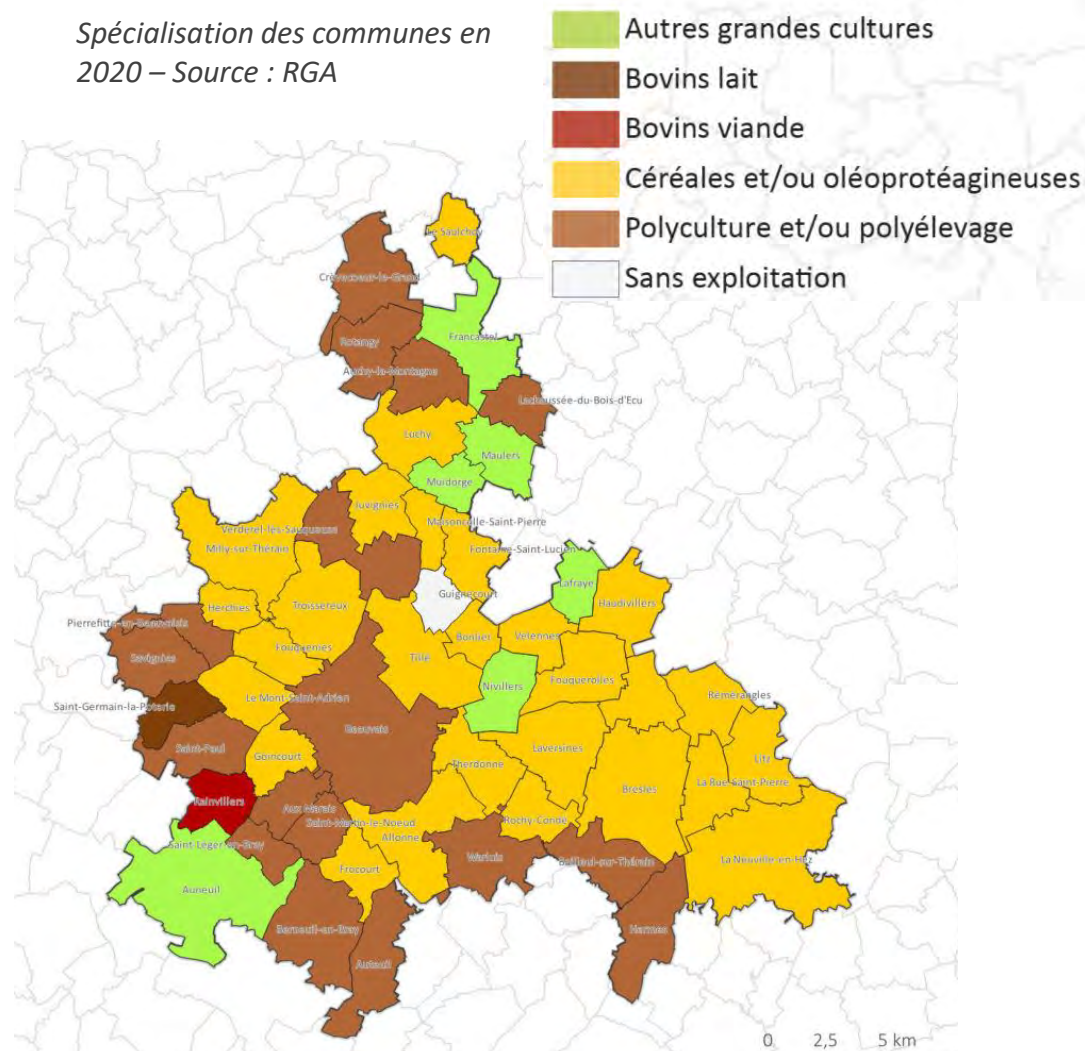 Spécialisation des communes en
2020 – Source : RGA
Autres grandes cultures
Bovins lait
Bovins viande
Céréales et/ou oléoprotéagineuses
Polyculture et/ou polyélevage
Sans exploitation
Le Saulchoy
Crèvecoeur-le-Grand
Francastel
Rotangy
Auchy-la-Montagne
Lachaussée-du-Bois-d'Ecu
Luchy
Maulers
Muidorge
Juvignies
Maisoncelle-Saint-Pierre
Verderel-lès-Sauqueuse
Milly-sur-Thérain
Fontaine-Saint-Lucien
Lafraye
Haudivillers
Guignecourt
Herchies
Troissereux
Pierrefitte-en-Beauvaisis
Bonlier
Velennes
Fouquenies
Tillé
Savignies
Fouquerolles
Nivillers
Rémérangles
Le Mont-Saint-Adrien
Saint-Germain-la-Poterie
Beauvais
Saint-Paul
Goincourt
Laversines
Litz
Therdonne
La Rue-Saint-Pierre
Bresles
Rainvillers
Aux Marais
Saint-Martin-le-Noeud
Rochy-Condé
Allonne
Saint-Léger-en-Bray
Warluis
Bailleul-sur-Thérain
La Neuville-en-Hez
Frocourt
Auneuil
Berneuil-en-Bray
Hermes
Auteuil
0 2,5 5 km